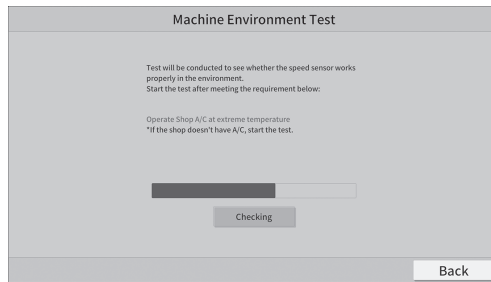 Machine Environment Test
Test will be conducted to see whether the speed sensor works
properly in the environment.
Start the test after meeting the requirement below:
Operate Shop A/C at extreme temperature
*If the shop doesn't have A/C, start the test.
Checking
Back